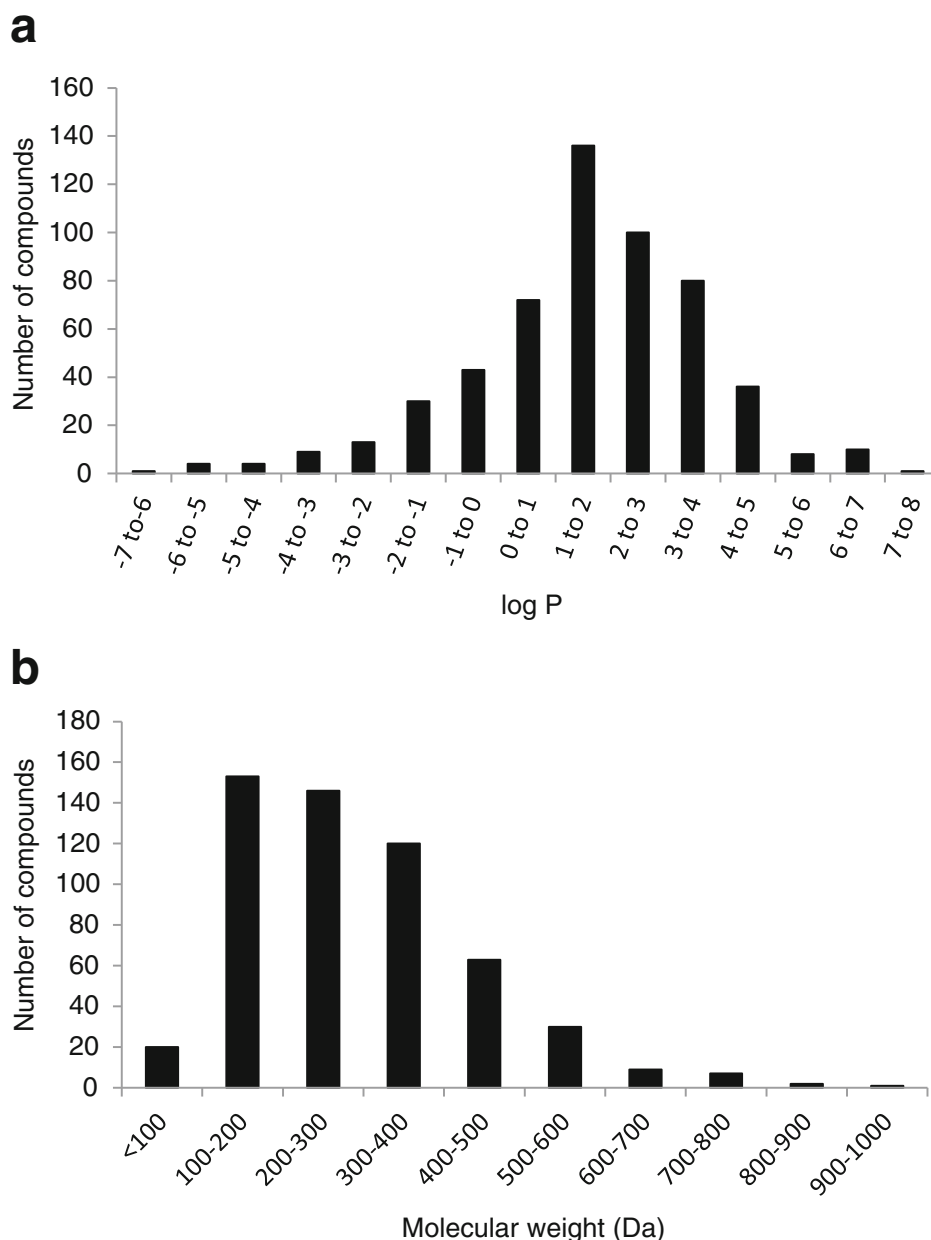 a
160
140
120
100
80
60
40
20
0
Number of compounds
-7 to-6
-6 to -5
-5 to -4
-4 to -3
-3 to -2
-2 to -1
-1 to 0
0 to 1
1 to 2
2 to 3
3 to 4
4 to 5
5 to 6
6 to 7
7 to 8
log P
b
180
160
140
120
100
80
60
40
20
0
Number of compounds
<100
100-200
200-300
300-400
400-500
500-600
600-700
700-800
800-900
900-1000
Molecular weight (Da)